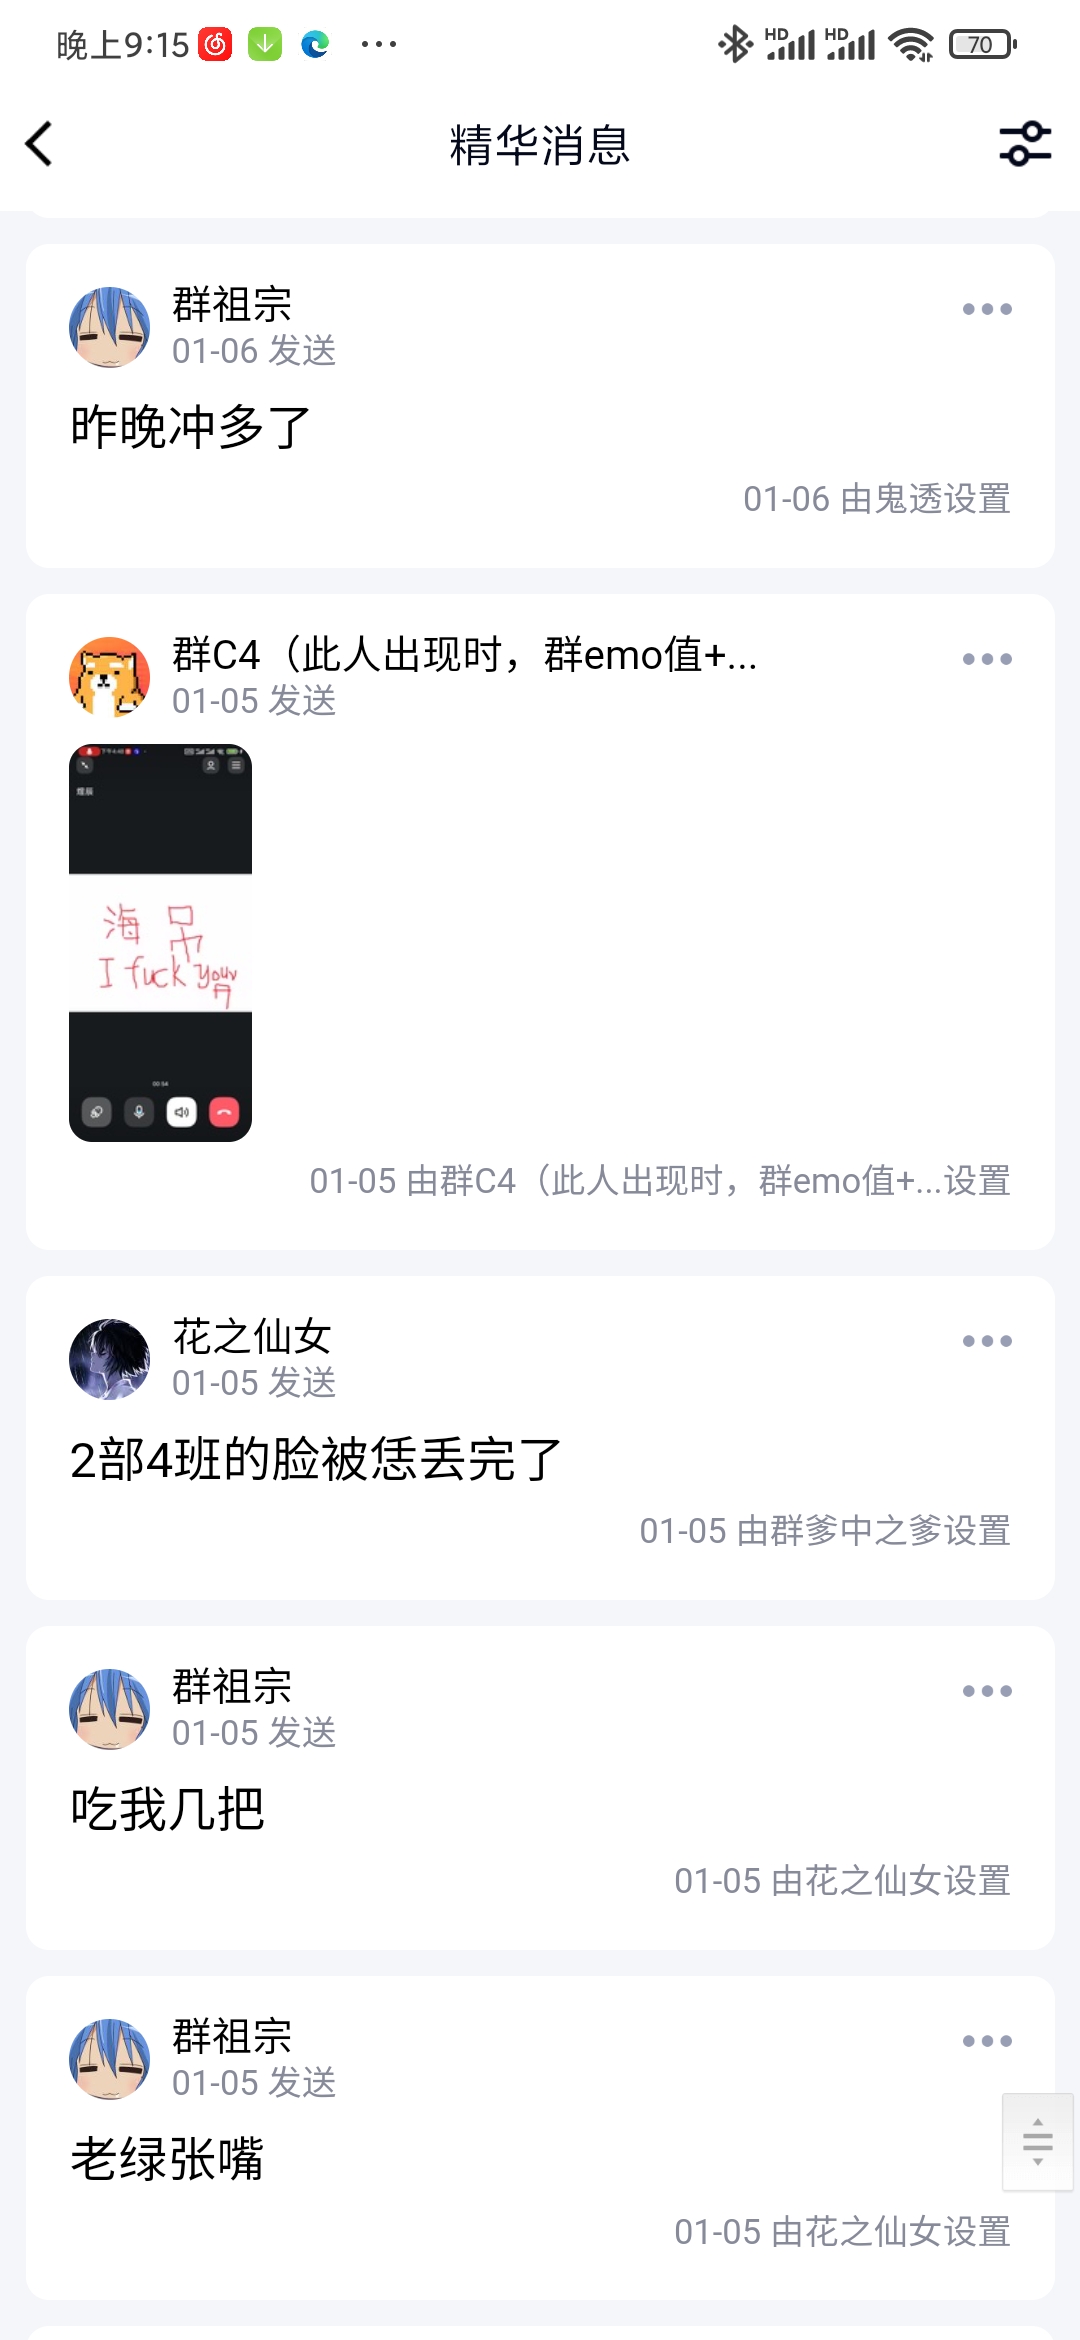 晚上9:15
HD HD 70
精华消息
群祖宗
01-06 发送
昨晚冲多了
01-06 由鬼透设置
群C4（此人出现时，群emo值+...
01-05 发送
海 吊
I fuck your
00:54
01-05 由群C4（此人出现时，群emo值+...设置
花之仙女
01-05 发送
2部4班的脸被恁丢完了
01-05 由群爹中之爹设置
群祖宗
01-05 发送
吃我几把
01-05 由花之仙女设置
群祖宗
01-05 发送
老绿张嘴
01-05 由花之仙女设置